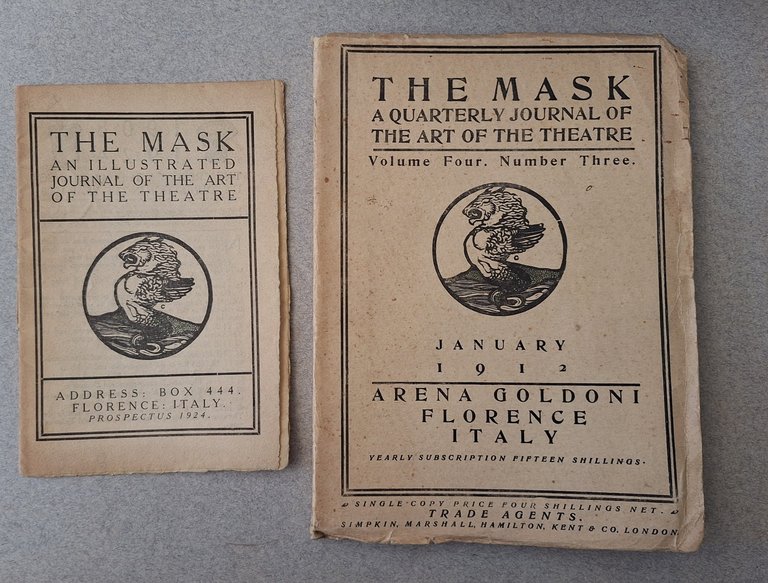 THE MASK
AN ILLUSTRATED
JOURNAL OF THE ART
OF THE THEATRE
ADDRESS: BOX 444.
FLORENCE: ITALY.
PROSPECTUS 1924.
THE MASK
A QUARTERLY JOURNAL OF
THE ART OF THE THEATRE
Volume Four. Number Three.
JANUARY
1912
ARENA GOLDONI
FLORENCE
ITALY
YEARLY SUBSCRIPTION FIFTEEN SHILLINGS.
SINGLE COPY PRICE FOUR SHILLINGS NET.
TRADE AGENTS.
SIMPKIN, MARSHALL, HAMILTON, KENT & CO, LONDON